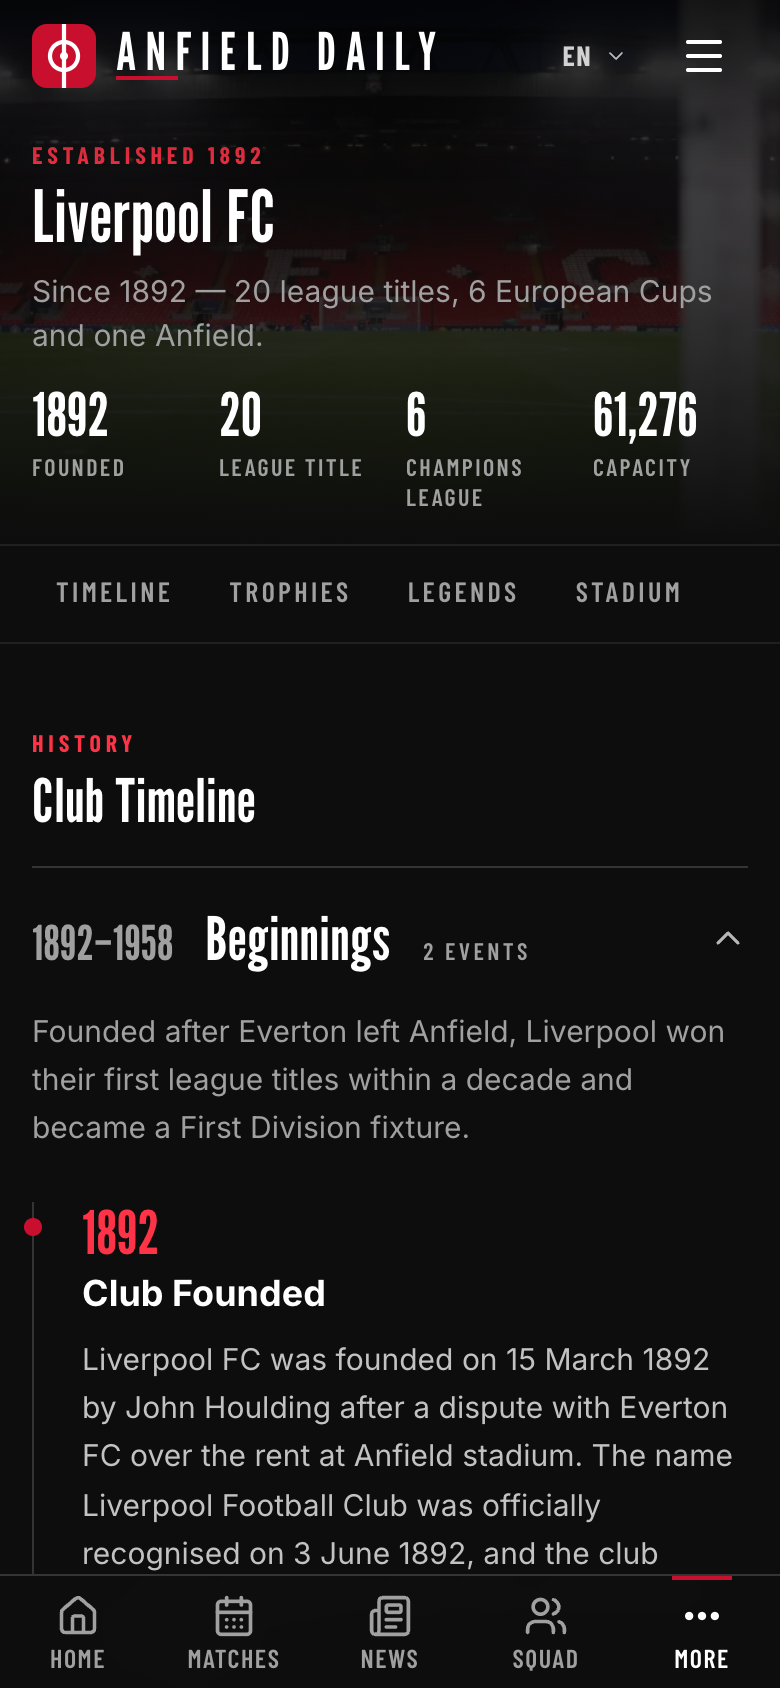 ANFIELD DAILY
EN
ESTABLISHED 1892
Liverpool FC
Since 1892 — 20 league titles, 6 European Cups
and one Anfield.
1892 20 6 61,276
FOUNDED LEAGUE TITLE CHAMPIONS LEAGUE CAPACITY
TIMELINE TROPHIES LEGENDS STADIUM
HISTORY
Club Timeline
1892–1958 Beginnings 2 EVENTS
Founded after Everton left Anfield, Liverpool won
their first league titles within a decade and
became a First Division fixture.
1892
Club Founded
Liverpool FC was founded on 15 March 1892
by John Houlding after a dispute with Everton
FC over the rent at Anfield stadium. The name
Liverpool Football Club was officially
recognised on 3 June 1892, and the club
HOME MATCHES NEWS SQUAD MORE